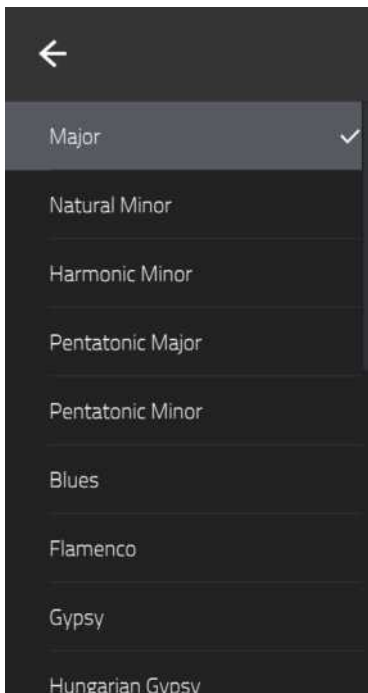 Major
Natural Minor
Harmonic Minor
Pentatonic Major
Pentatonic Minor
Blues
Flamenco
Gypsy
Hungarian Gypsy